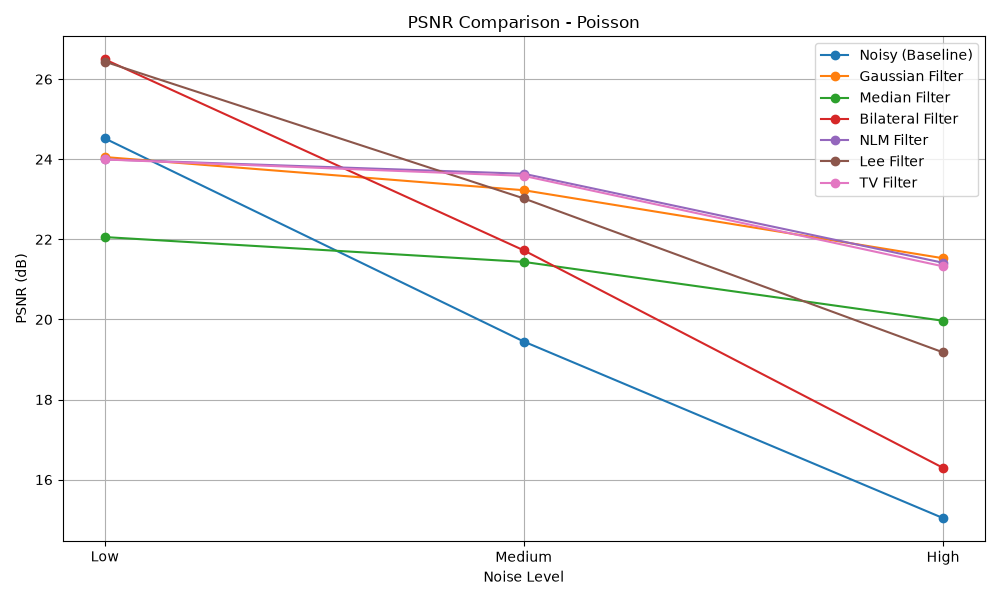 PSNR Comparison - Poisson
Noisy (Baseline)
Gaussian Filter
Median Filter
Bilateral Filter
NLM Filter
Lee Filter
TV Filter
PSNR (dB)
26
24
22
20
18
16
Low
Medium
High
Noise Level